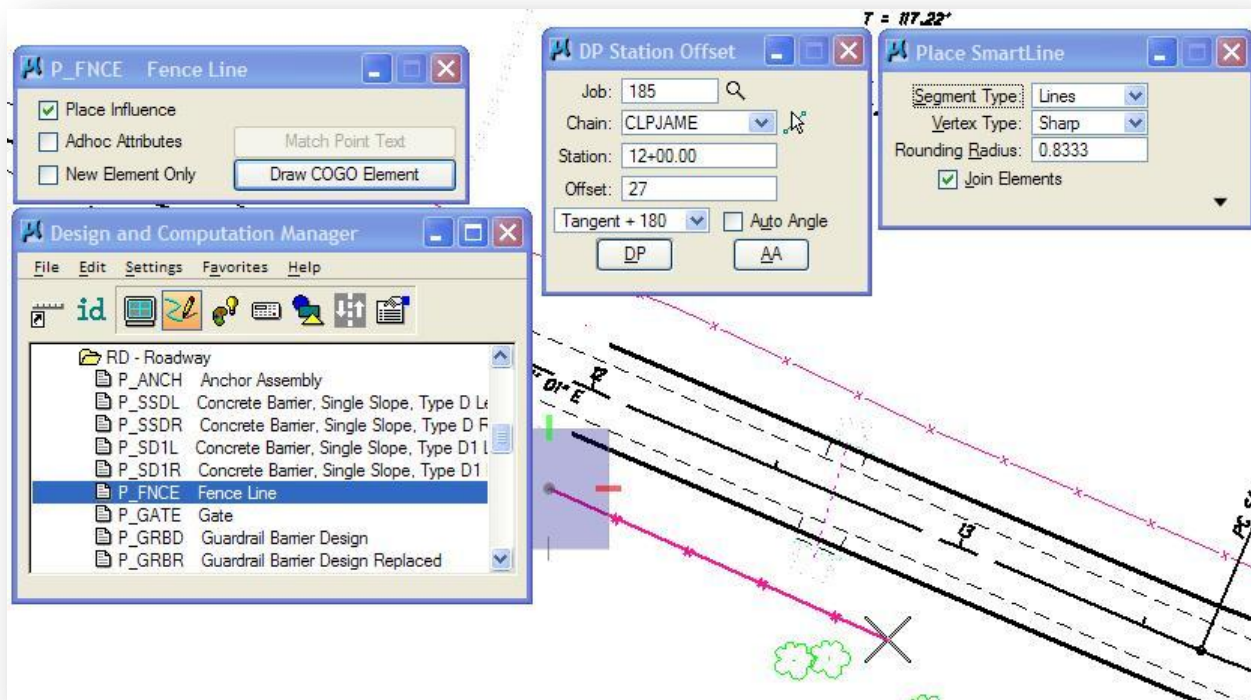 T = 117.22'
P_FNCE Fence Line
Place Influence
Adhoc Attributes
Match Point Text
New Element Only
Draw COGO Element
DP Station Offset
Job: 185
Chain: CLPJAME
Station: 12+00.00
Offset: 27
Tangent + 180
Auto Angle
DP
AA
Place SmartLine
Segment Type: Lines
Vertex Type: Sharp
Rounding Radius: 0.8333
Join Elements
Design and Computation Manager
File Edit Settings Favorites Help
id
RD - Roadway
P_ANCH Anchor Assembly
P_SSDL Concrete Barrier, Single Slope, Type D Le
P_SSDR Concrete Barrier, Single Slope, Type D R
P_SD1L Concrete Barrier, Single Slope, Type D1 L
P_SD1R Concrete Barrier, Single Slope, Type D1
P_FNCE Fence Line
P_GATE Gate
P_GRBD Guardrail Barrier Design
P_GRBR Guardrail Barrier Design Replaced
01" E
12
13
PC